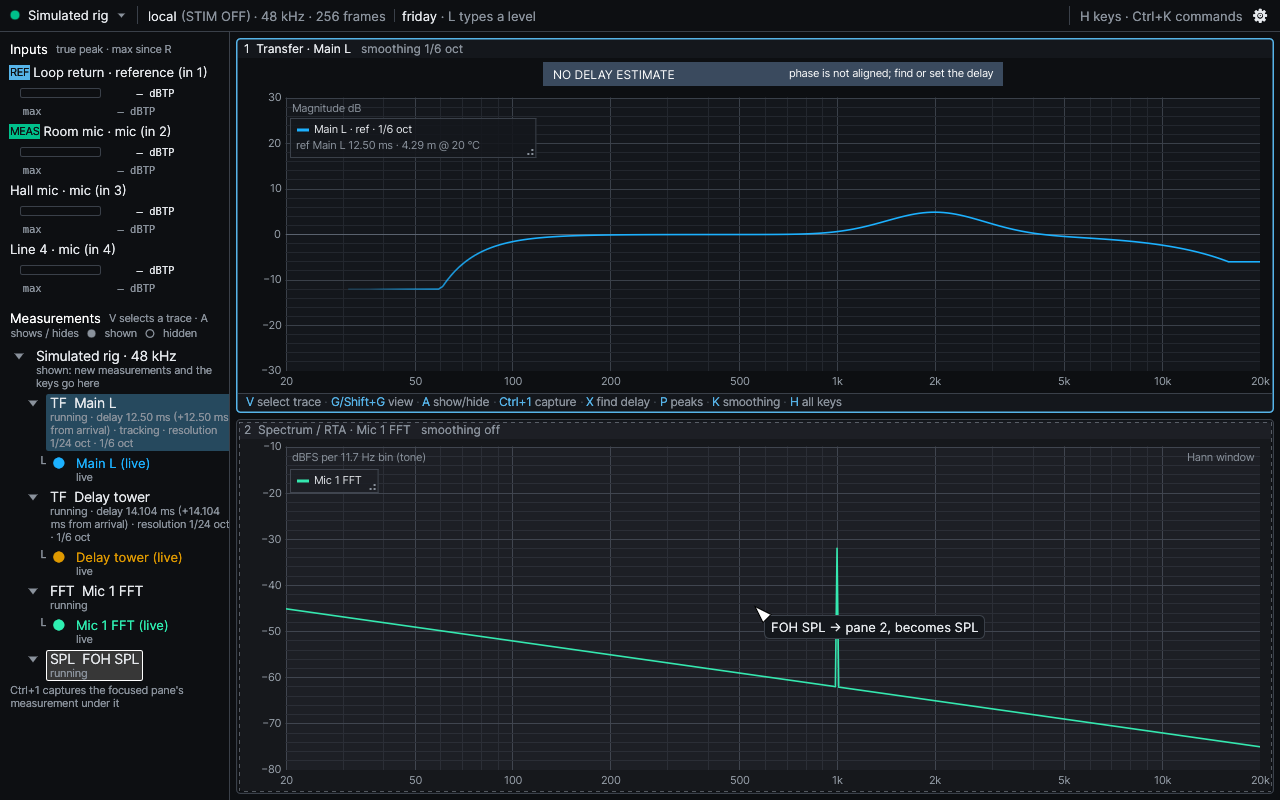 Simulated rig
local (STIM OFF) · 48 kHz · 256 frames
friday · L types a level
H keys · Ctrl+K commands
Inputs true peak · max since R
REF Loop return · reference (in 1)
— dBTP
max — dBTP
MEAS Room mic · mic (in 2)
— dBTP
max — dBTP
Hall mic · mic (in 3)
— dBTP
max — dBTP
Line 4 · mic (in 4)
— dBTP
max — dBTP
Measurements V selects a trace · A
shows / hides shown hidden
Simulated rig · 48 kHz
shown: new measurements and the
keys go here
TF Main L
running · delay 12.50 ms (+12.50 ms
from arrival) · tracking · resolution
1/24 oct · 1/6 oct
Main L (live)
live
TF Delay tower
running · delay 14.104 ms (+14.104
ms from arrival) · resolution 1/24 oct
· 1/6 oct
Delay tower (live)
live
FFT Mic 1 FFT
running
Mic 1 FFT (live)
live
SPL FOH SPL
running
Ctrl+1 captures the focused pane's
measurement under it
1 Transfer · Main L smoothing 1/6 oct
NO DELAY ESTIMATE phase is not aligned; find or set the delay
Magnitude dB
Main L · ref · 1/6 oct
ref Main L 12.50 ms · 4.29 m @ 20 °C
30
20
10
0
−10
−20
−30
20 50 100 200 500 1k 2k 5k 10k 20k
V select trace · G/Shift+G view · A show/hide · Ctrl+1 capture · X find delay · P peaks · K smoothing · H all keys
2 Spectrum / RTA · Mic 1 FFT smoothing off
dBFS per 11.7 Hz bin (tone)
Hann window
Mic 1 FFT
−10
−20
−30
−40
−50
−60
−70
−80
FOH SPL → pane 2, becomes SPL
20 50 100 200 500 1k 2k 5k 10k 20k